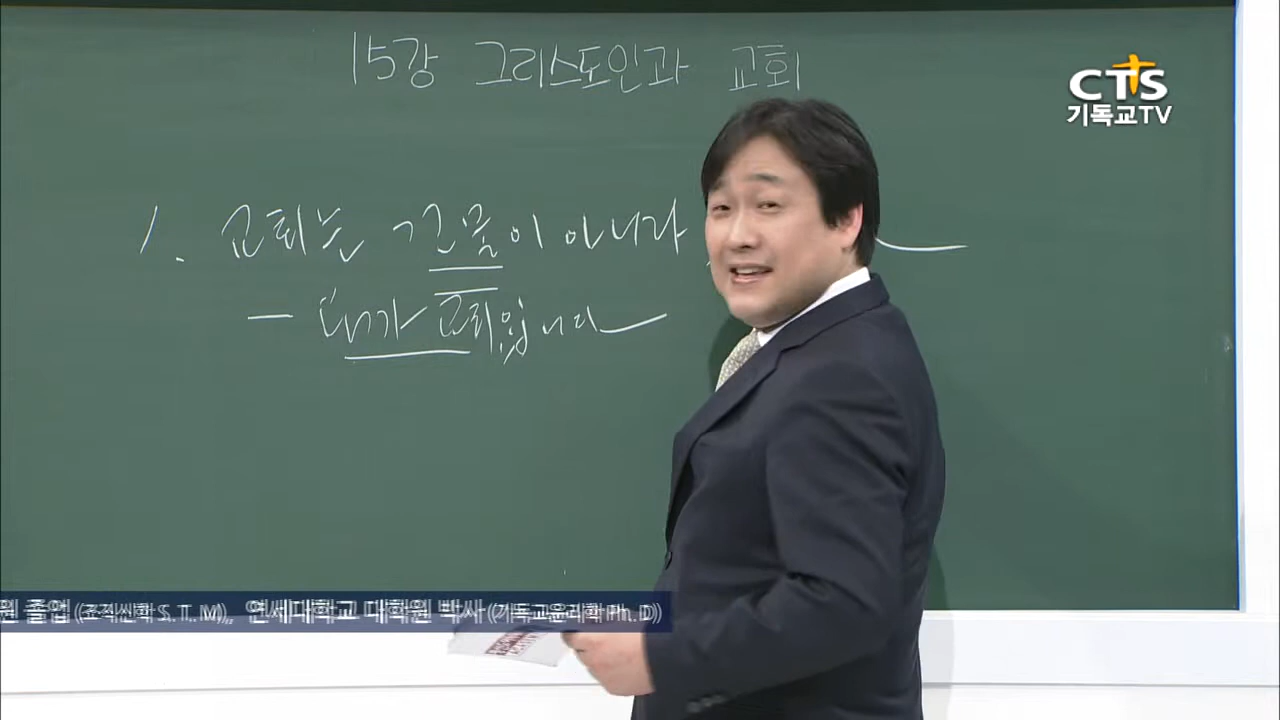 15강 그리스도인과 교회
CTS
기독교TV
1. 교회는 건물이 아니라
- 내가 교회입니다
원 졸업 (조직신학 S. T. M), 연세대학교 대학원 박사 (기독교윤리학 Ph. D)